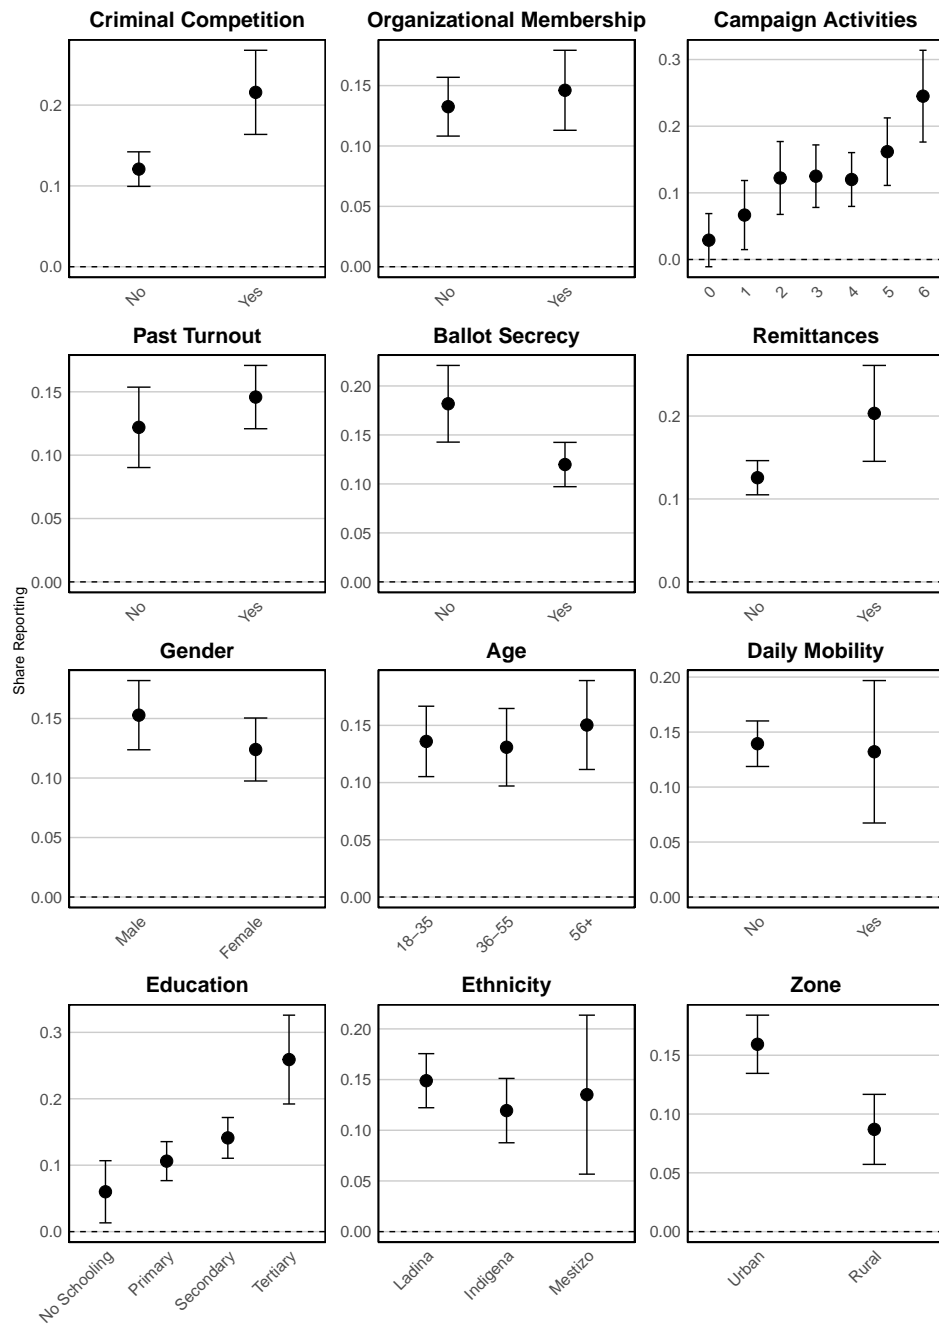 Criminal Competition
0.2
0.1
0.0
No
Yes
Organizational Membership
0.15
0.10
0.05
0.00
No
Yes
Campaign Activities
0.3
0.2
0.1
0.0
0
1
2
3
4
5
6
Past Turnout
0.15
0.10
0.05
0.00
No
Yes
Ballot Secrecy
0.20
0.15
0.10
0.05
0.00
No
Yes
Remittances
0.2
0.1
0.0
No
Yes
Share Reporting
Gender
0.15
0.10
0.05
0.00
Male
Female
Age
0.15
0.10
0.05
0.00
18–35
36–55
56+
Daily Mobility
0.20
0.15
0.10
0.05
0.00
No
Yes
Education
0.3
0.2
0.1
0.0
No Schooling
Primary
Secondary
Tertiary
Ethnicity
0.20
0.15
0.10
0.05
0.00
Ladina
Indigena
Mestizo
Zone
0.15
0.10
0.05
0.00
Urban
Rural